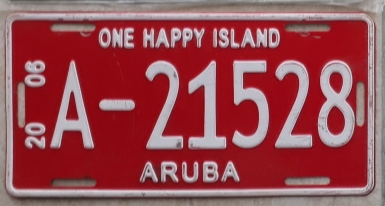 ONE HAPPY ISLAND
20 06
A-21528
ARUBA